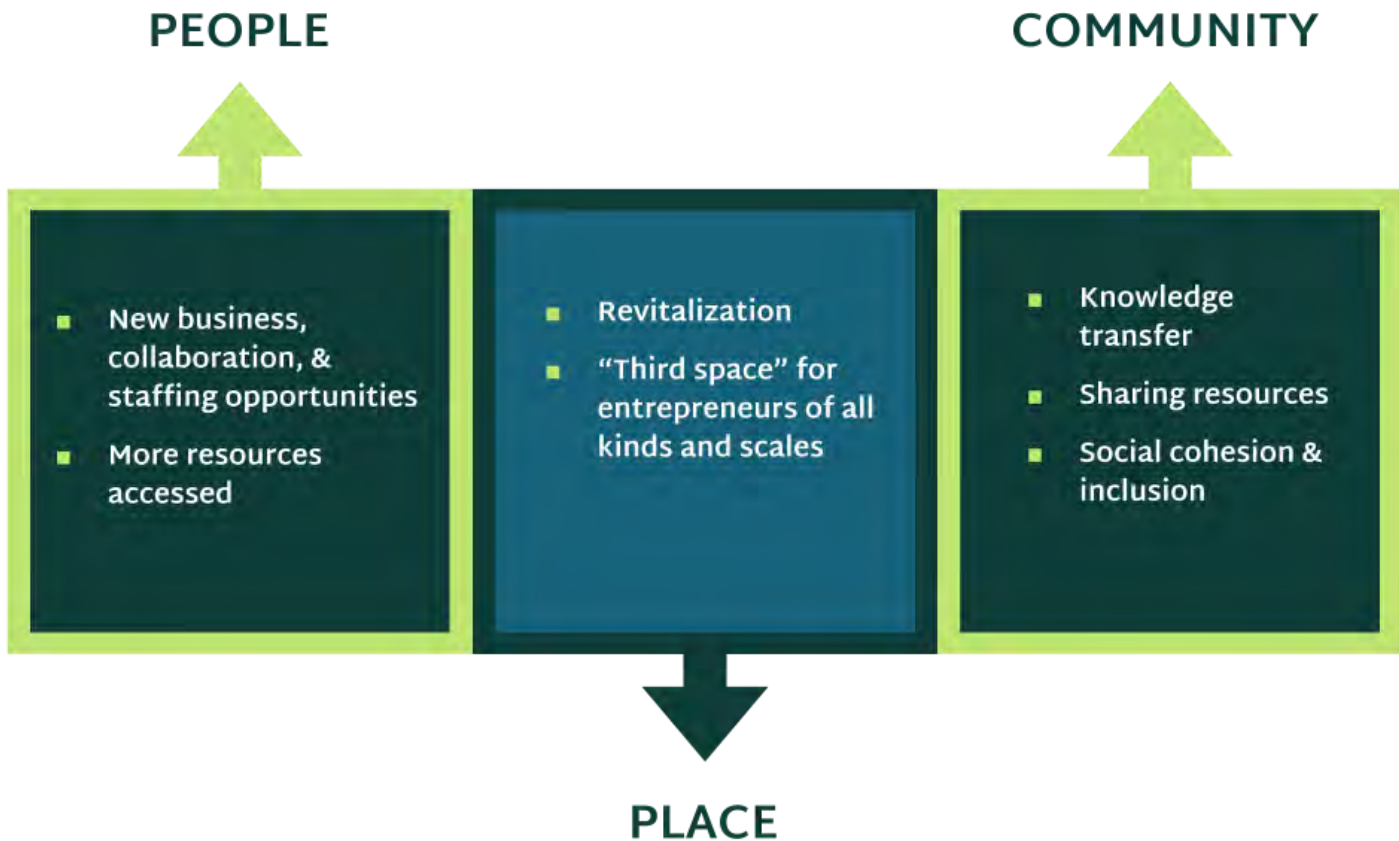 PEOPLE
New business,
collaboration, &
staffing opportunities
More resources
accessed
Revitalization
“Third space” for
entrepreneurs of all
kinds and scales
PLACE
COMMUNITY
Knowledge
transfer
Sharing resources
Social cohesion &
inclusion